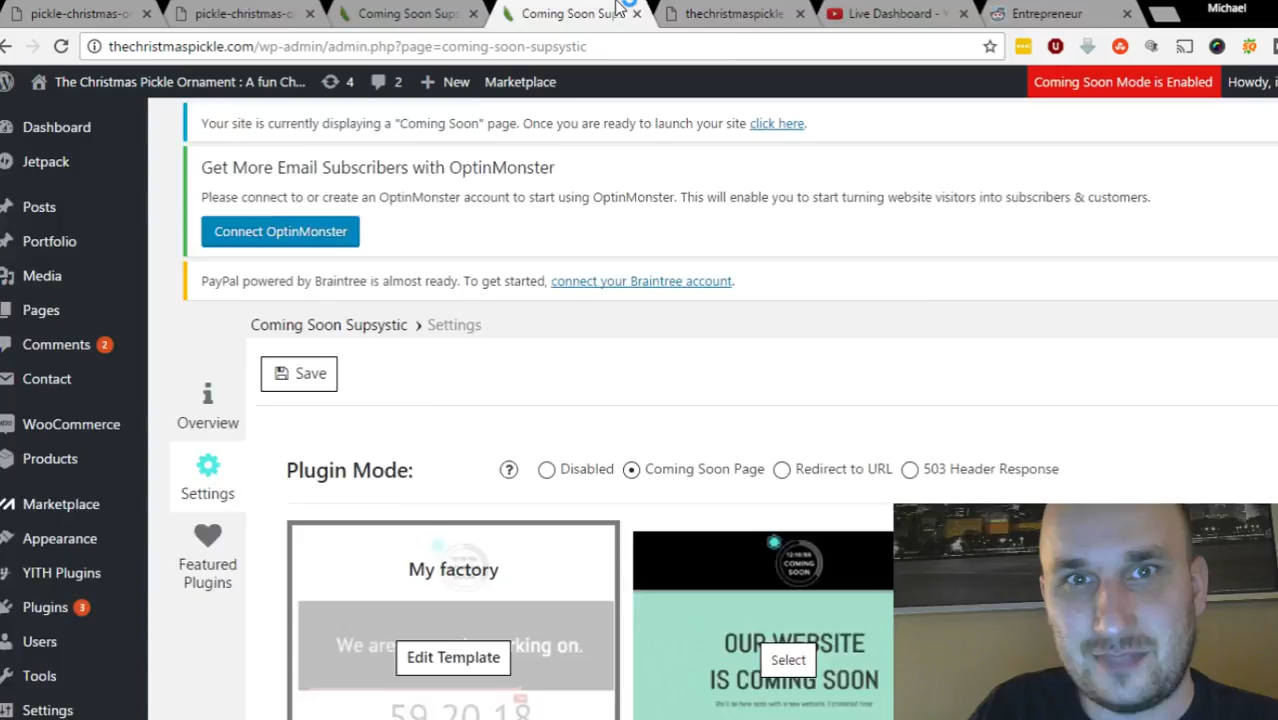 pickle-christmas-o
pickle-christmas-o
Coming Soon Sups
Coming Soon Sup
thechristmaspickle
Live Dashboard -
Entrepreneur
Michael
thechristmaspickle.com/wp-admin/admin.php?page=coming-soon-supsystic
The Christmas Pickle Ornament : A fun Ch... 4 2 New Marketplace
Coming Soon Mode is Enabled
Howdy, i
Dashboard
Jetpack
Posts
Portfolio
Media
Pages
Comments 2
Contact
WooCommerce
Products
Marketplace
Appearance
YITH Plugins
Plugins 3
Users
Tools
Settings
Your site is currently displaying a "Coming Soon" page. Once you are ready to launch your site click here.
Get More Email Subscribers with OptinMonster
Please connect to or create an OptinMonster account to start using OptinMonster. This will enable you to start turning website visitors into subscribers & customers.
Connect OptinMonster
PayPal powered by Braintree is almost ready. To get started, connect your Braintree account.
Coming Soon Supsystic › Settings
Save
Overview
Settings
Featured
Plugins
Plugin Mode: ? Disabled Coming Soon Page Redirect to URL 503 Header Response
My factory
We are rking on.
Edit Template
59 20 18
COMING
SOON
OUR WEBSITE
IS COMING SOON
Select